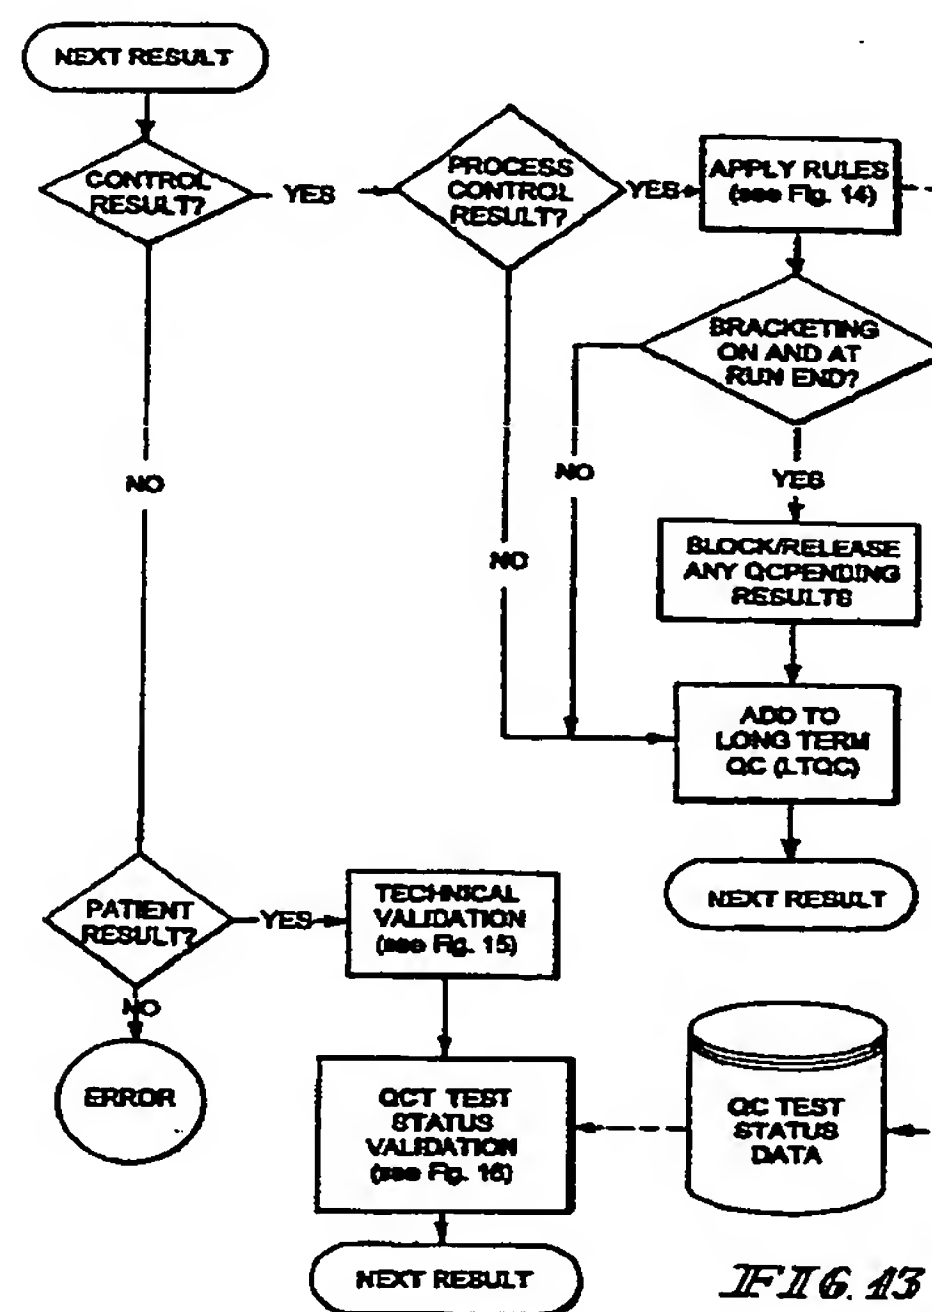 NEXT RESULT
CONTROL
RESULT?
YES
PROCESS
CONTROL
RESULT?
YES
APPLY RULES
(see Fig. 14)
BRACKETING
ON AND AT
RUN END?
NO
NO
NO
YES
BLOCK/RELEASE
ANY QCPENDING
RESULTS
ADD TO
LONG TERM
QC (LTQC)
NEXT RESULT
PATIENT
RESULT?
YES
TECHNICAL
VALIDATION
(see Fig. 15)
NO
ERROR
QCT TEST
STATUS
VALIDATION
(see Fig. 16)
QC TEST
STATUS
DATA
NEXT RESULT
FIG. 13